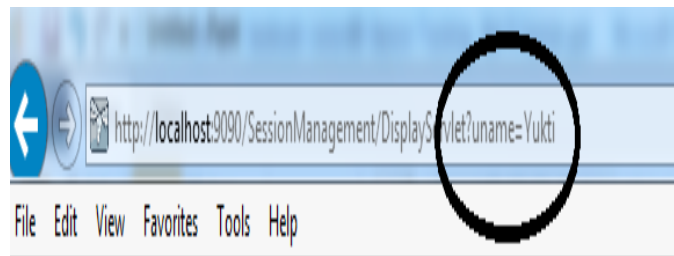 http://localhost:9090/SessionManagement/DisplayServlet?uname=Yukti
File Edit View Favorites Tools Help